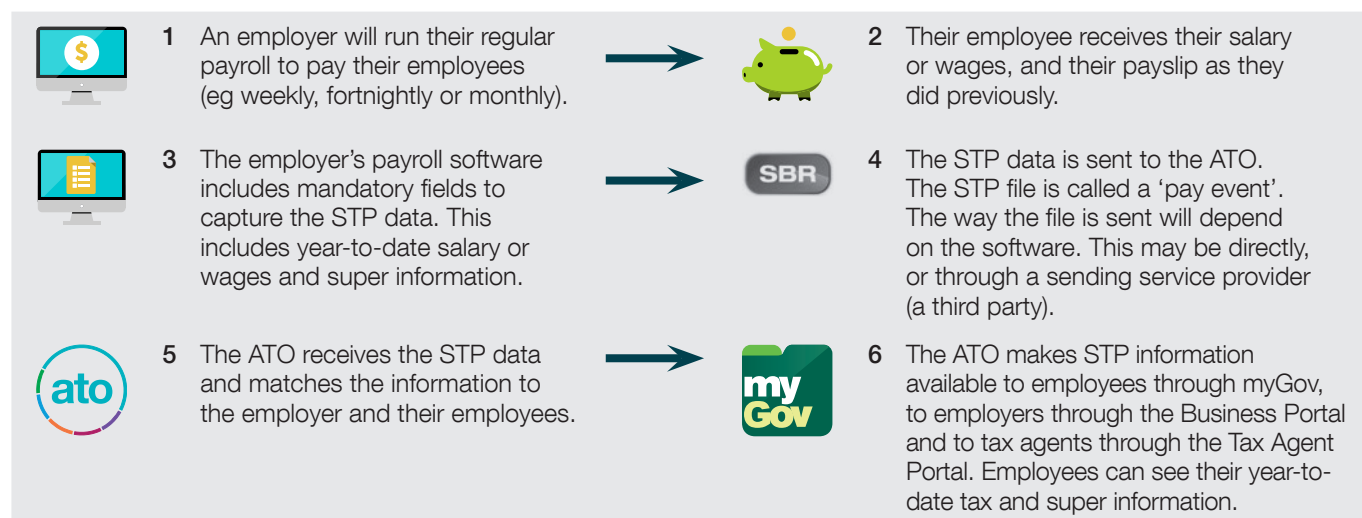 $
1 An employer will run their regular
payroll to pay their employees
(eg weekly, fortnightly or monthly).
2 Their employee receives their salary
or wages, and their payslip as they
did previously.
3 The employer’s payroll software
includes mandatory fields to
capture the STP data. This
includes year-to-date salary or
wages and super information.
SBR
4 The STP data is sent to the ATO.
The STP file is called a ‘pay event’.
The way the file is sent will depend
on the software. This may be directly,
or through a sending service provider
(a third party).
ato
5 The ATO receives the STP data
and matches the information to
the employer and their employees.
my
Gov
6 The ATO makes STP information
available to employees through myGov,
to employers through the Business Portal
and to tax agents through the Tax Agent
Portal. Employees can see their year-to-
date tax and super information.